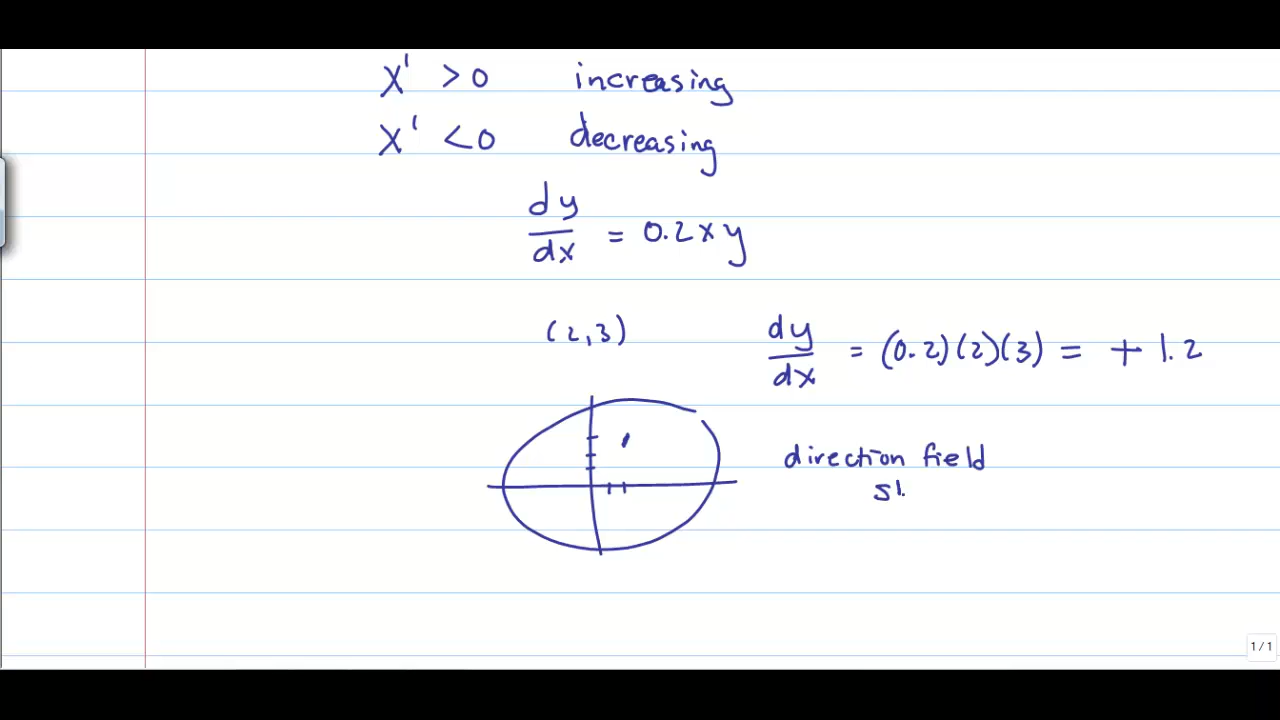 x' > 0 increasing
x' < 0 decreasing
dy/dx = 0.2xy
(2,3) dy/dx = (0.2)(2)(3) = + 1.2
direction field
sl
1 / 1